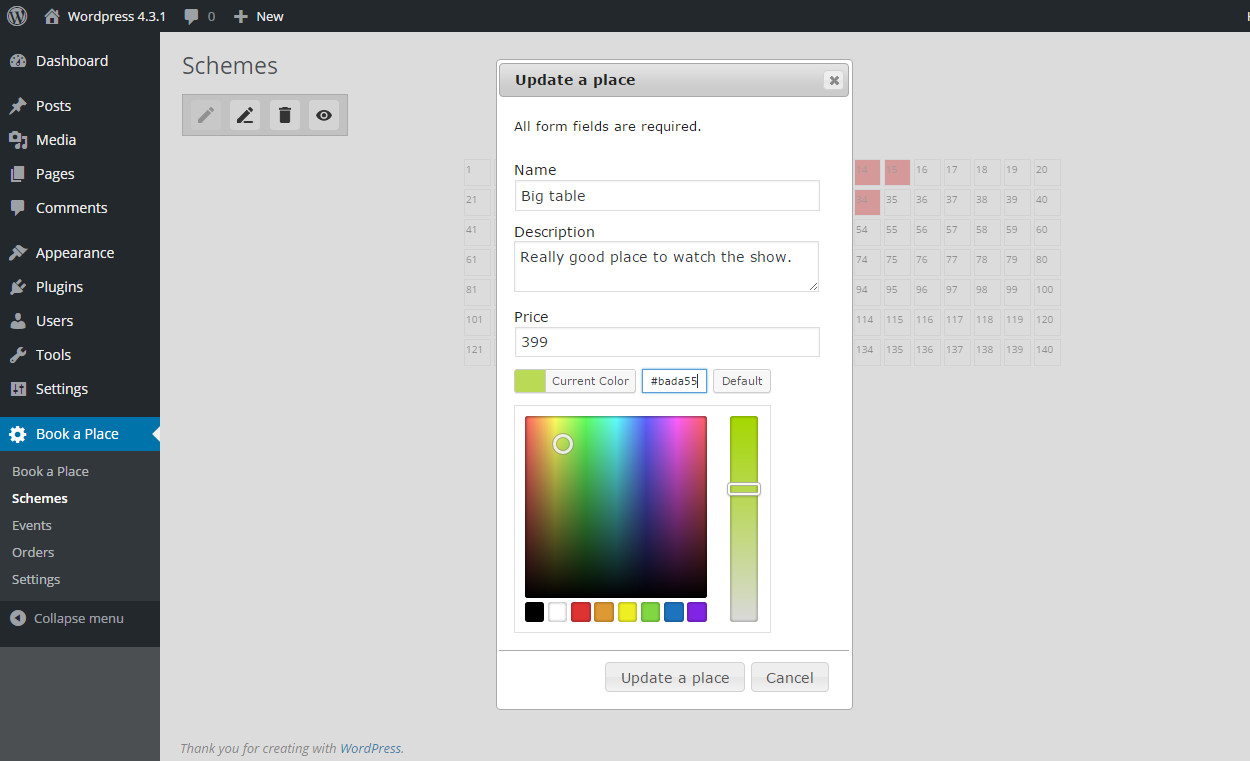 Wordpress 4.3.1 0 New
Dashboard
Posts
Media
Pages
Comments
Appearance
Plugins
Users
Tools
Settings
Book a Place
Book a Place
Schemes
Events
Orders
Settings
Collapse menu
Schemes
Update a place
All form fields are required.
Name
Big table
Description
Really good place to watch the show.
Price
399
Current Color #bada55 Default
Update a place Cancel
1 14 15 16 17 18 19 20
21 34 35 36 37 38 39 40
41 54 55 56 57 58 59 60
61 74 75 76 77 78 79 80
81 94 95 96 97 98 99 100
101 114 115 116 117 118 119 120
121 134 135 136 137 138 139 140
Thank you for creating with WordPress.